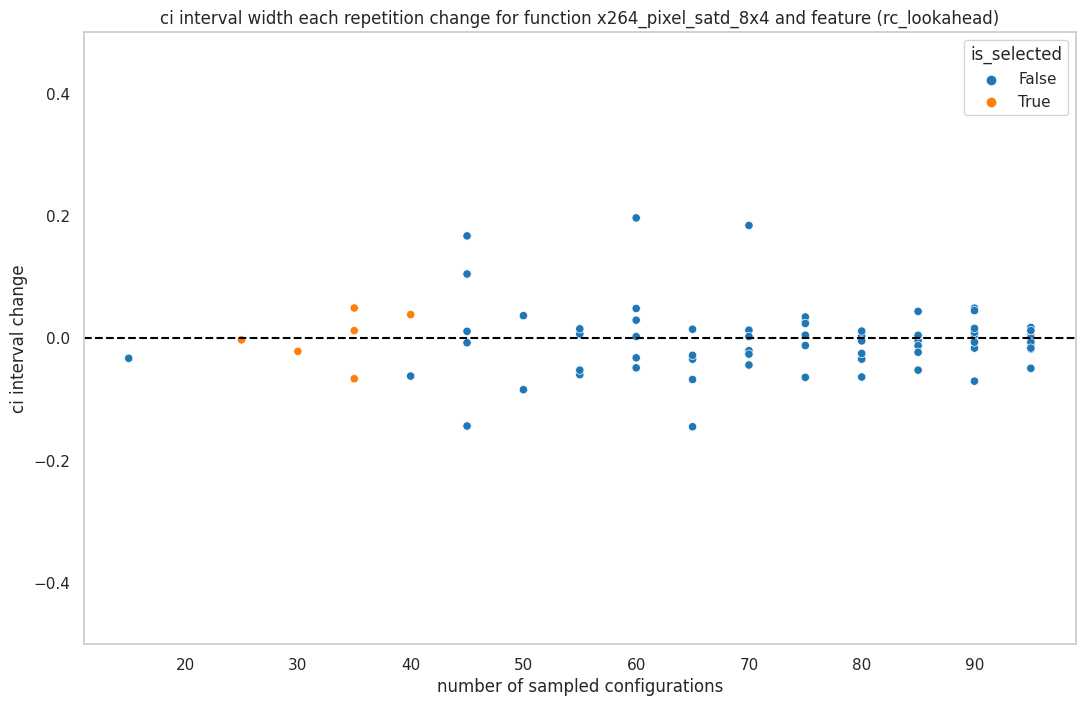 ci interval width each repetition change for function x264_pixel_satd_8x4 and feature (rc_lookahead)
is_selected
False
True
ci interval change
0.4
0.2
0.0
−0.2
−0.4
20 30 40 50 60 70 80 90
number of sampled configurations